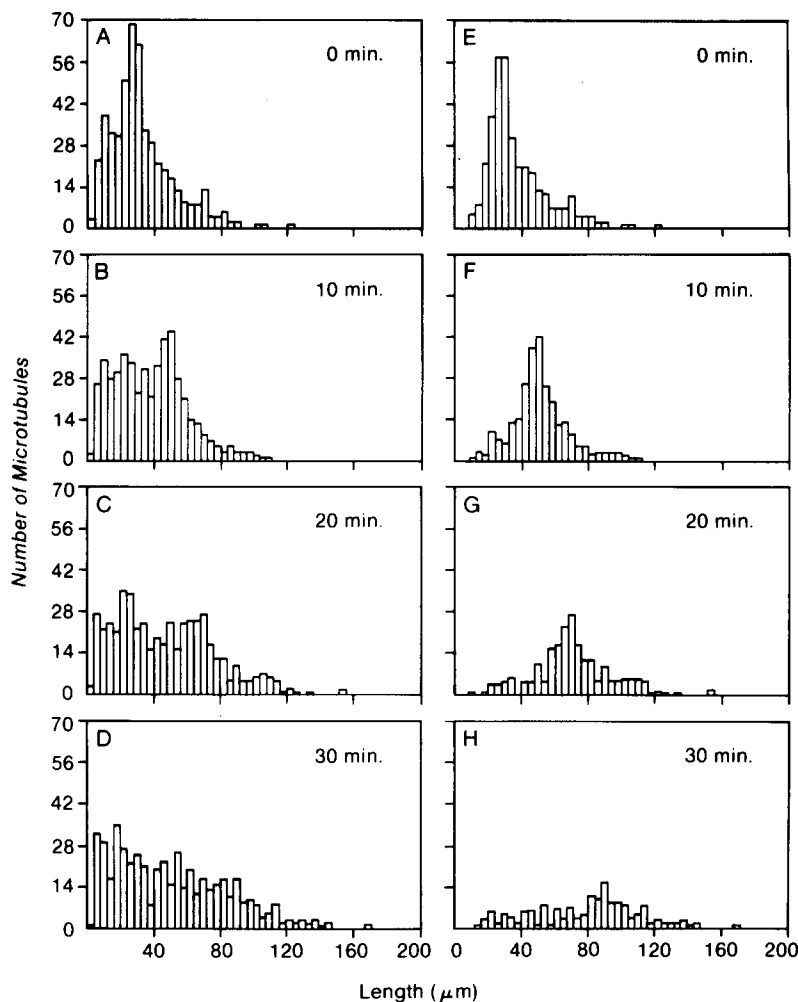 Number of Microtubules
A
0 min.
70
56
42
28
14
0
E
0 min.
B
10 min.
70
56
42
28
14
0
F
10 min.
C
20 min.
70
56
42
28
14
0
G
20 min.
D
30 min.
70
56
42
28
14
0
H
30 min.
40 80 120 160 200
0 40 80 120 160 200
Length (μm)